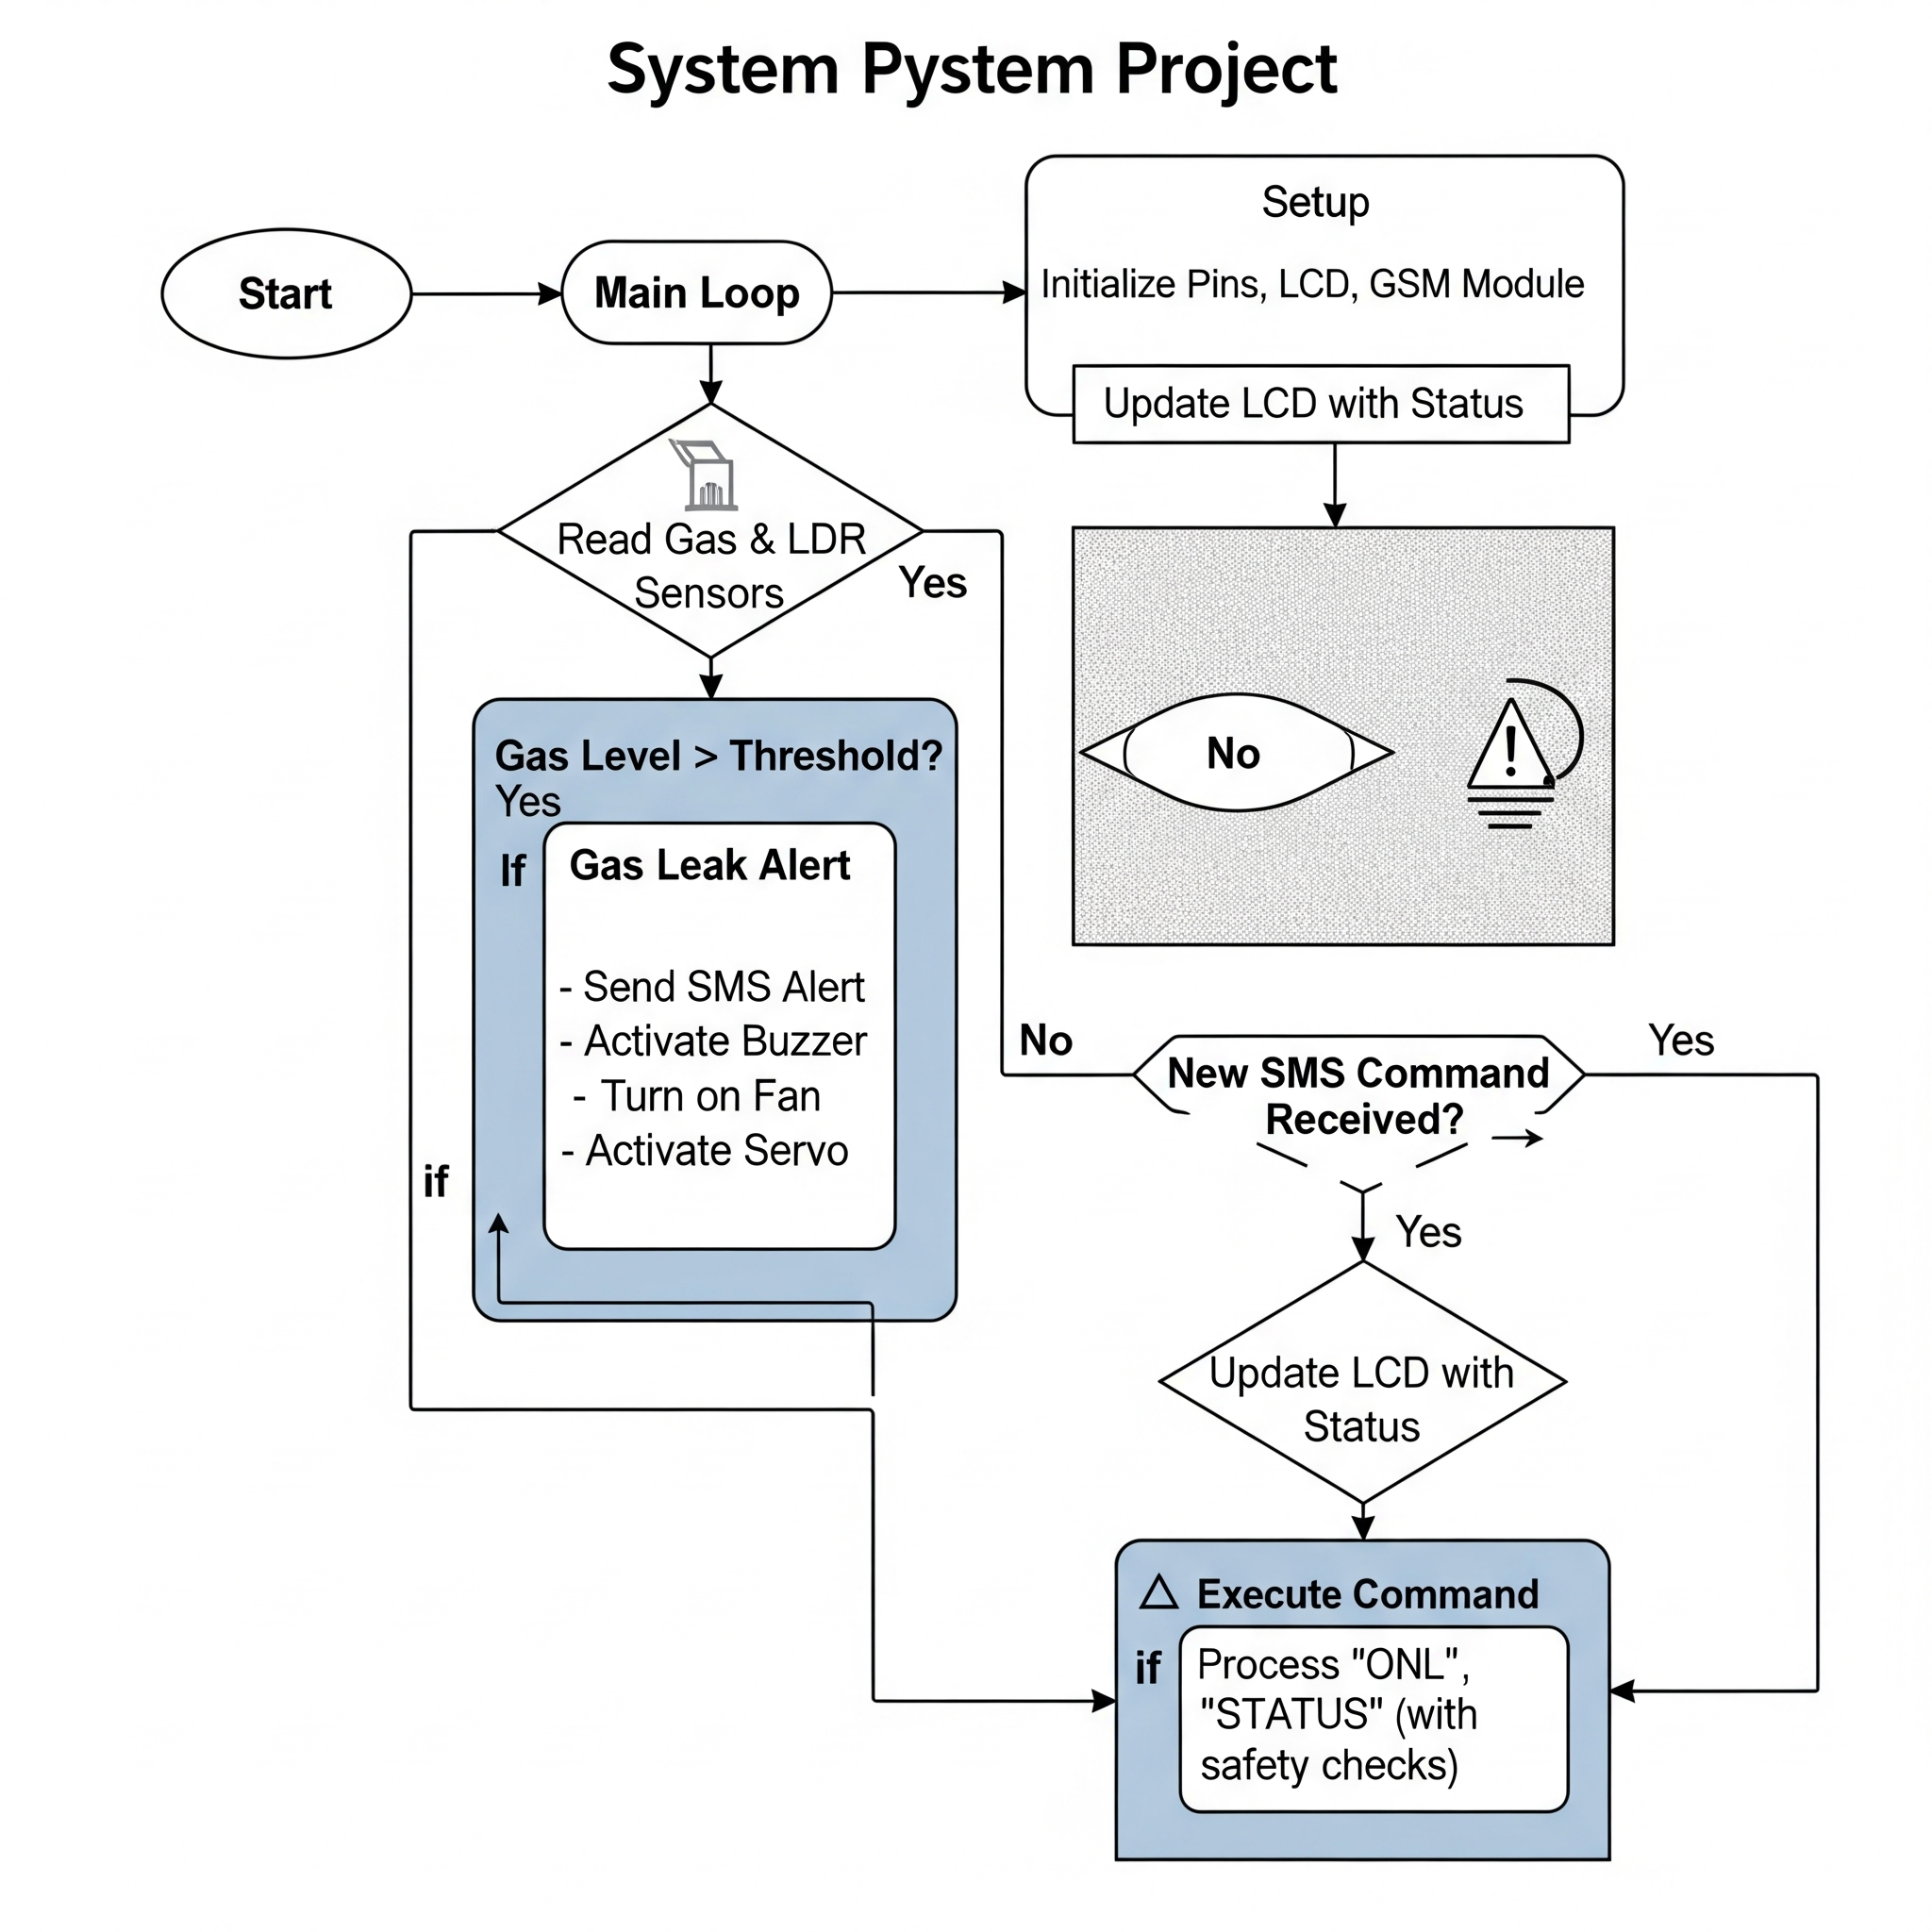 System Pystem Project
Start
Main Loop
Setup
Initialize Pins, LCD, GSM Module
Update LCD with Status
Read Gas & LDR
Sensors
Yes
Gas Level > Threshold?
Yes
If
Gas Leak Alert
- Send SMS Alert
- Activate Buzzer
- Turn on Fan
- Activate Servo
if
No
!
No
New SMS Command
Received?
Yes
Yes
Update LCD with
Status
Execute Command
if
Process "ONL",
"STATUS" (with
safety checks)